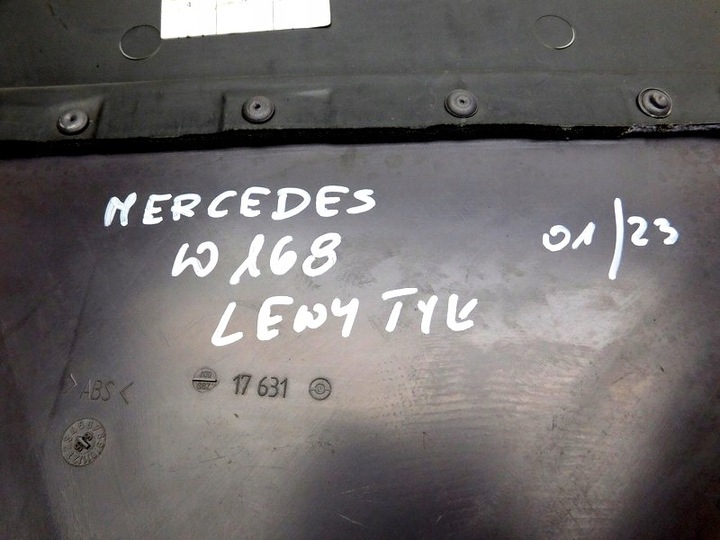 MERCEDES
W168
01/23
LEWY TYŁ
>ABS<
17 631